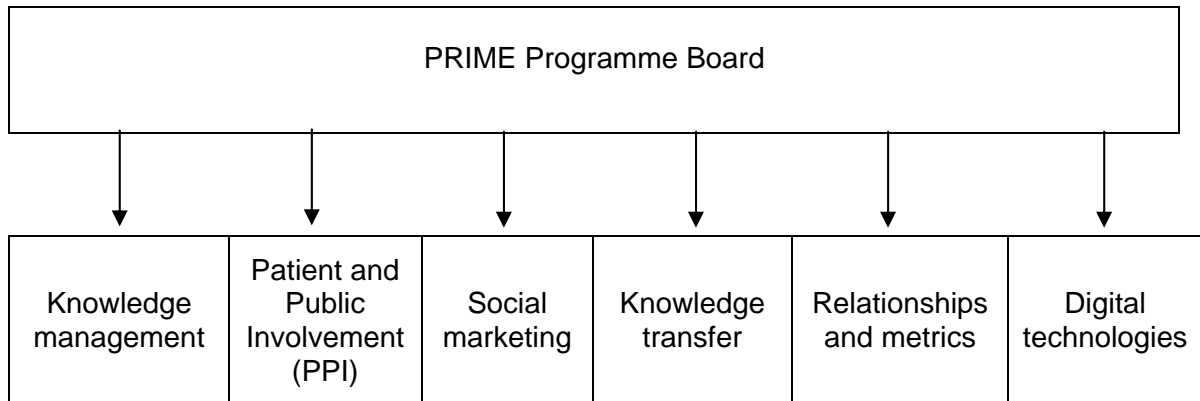 PRIME Programme Board
Knowledge
management
Patient and
Public
Involvement
(PPI)
Social
marketing
Knowledge
transfer
Relationships
and metrics
Digital
technologies